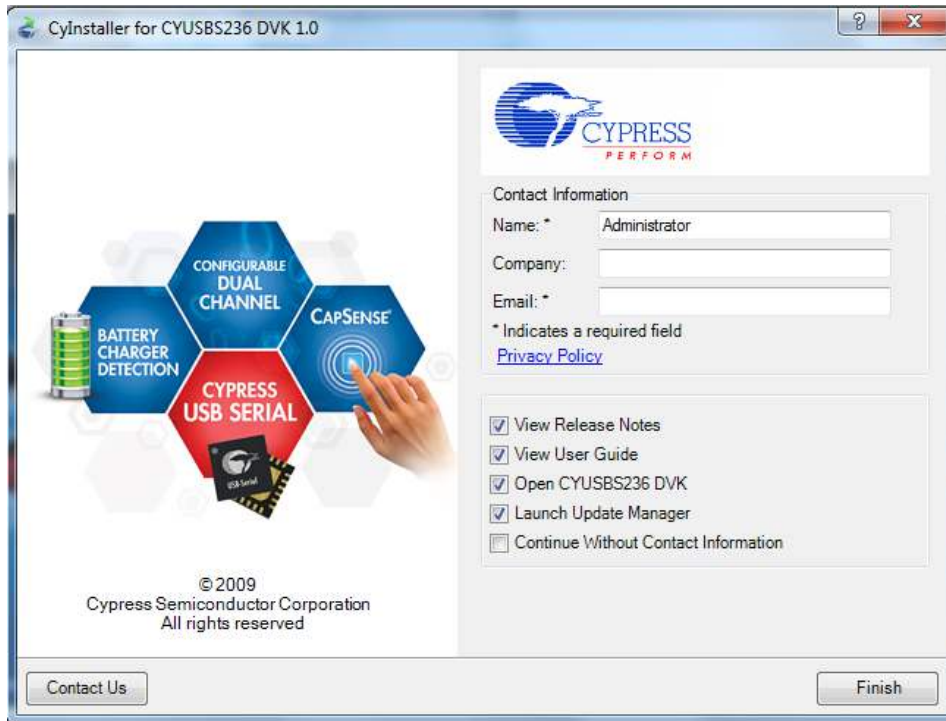 CyInstaller for CYUSBS236 DVK 1.0
CONFIGURABLE
DUAL
CHANNEL
BATTERY
CHARGER
DETECTION
CAPSENSE®
CYPRESS
USB SERIAL
USB-Serial
© 2009
Cypress Semiconductor Corporation
All rights reserved
CYPRESS
PERFORM
Contact Information
Name: * Administrator
Company:
Email: *
* Indicates a required field
Privacy Policy
View Release Notes
View User Guide
Open CYUSBS236 DVK
Launch Update Manager
Continue Without Contact Information
Contact Us
Finish